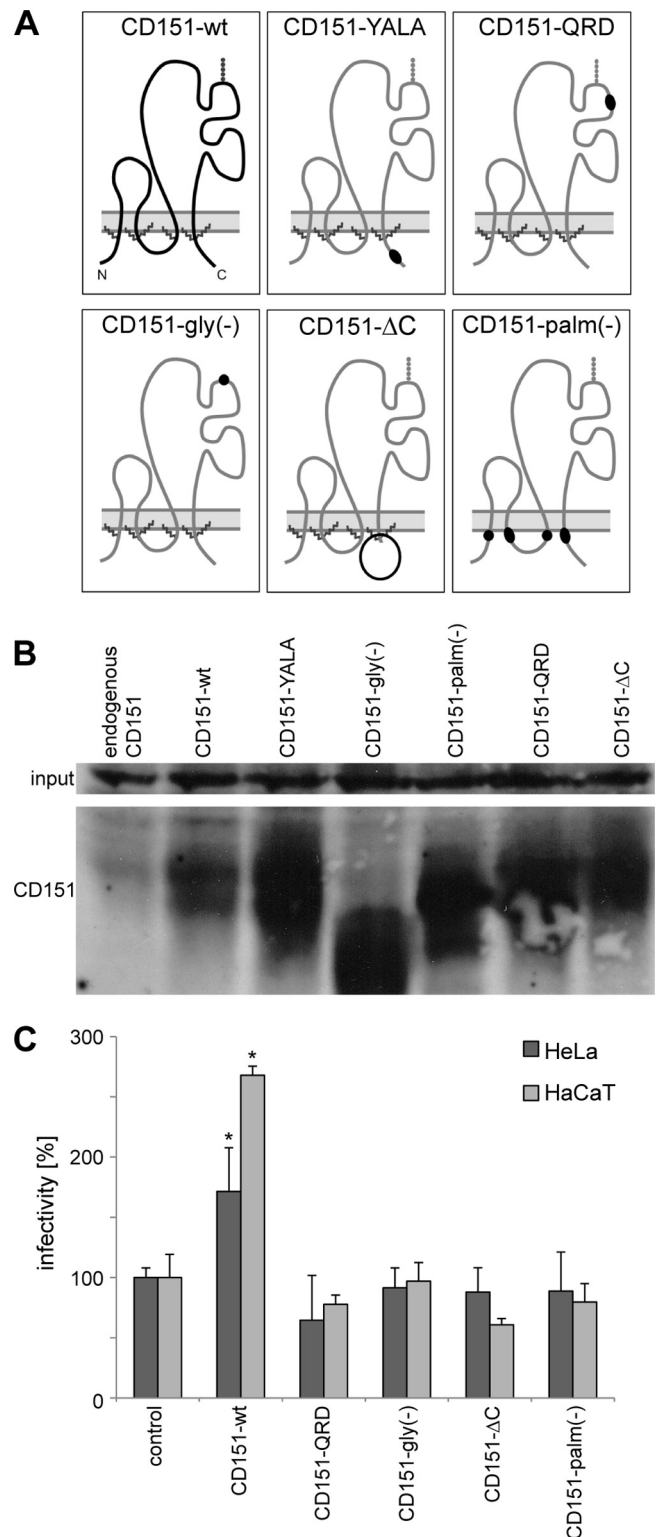 A
CD151-wt
CD151-YALA
CD151-QRD
N
C
CD151-gly(-)
CD151-ΔC
CD151-palm(-)
B
endogenous
CD151
CD151-wt
CD151-YALA
CD151-gly(-)
CD151-palm(-)
CD151-QRD
CD151-ΔC
input
CD151
C
300
200
100
0
infectivity [%]
*
*
HeLa
HaCaT
control
CD151-wt
CD151-QRD
CD151-gly(-)
CD151-ΔC
CD151-palm(-)